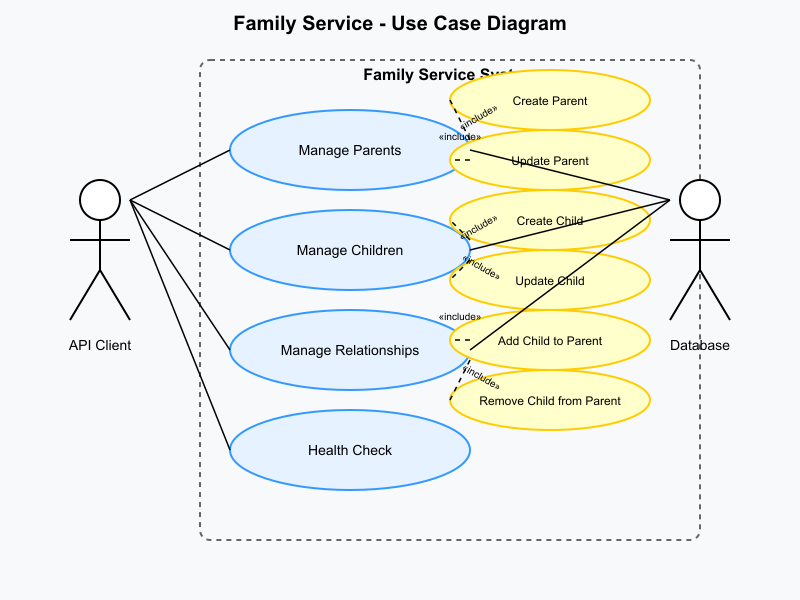 Family Service - Use Case Diagram
Family Service Syst
Create Parent
«include»
«include»
Manage Parents
Update Parent
Create Child
«include»
Manage Children
«include»
Update Child
«include»
Add Child to Parent
API Client
Database
Manage Relationships
«include»
Remove Child from Parent
Health Check